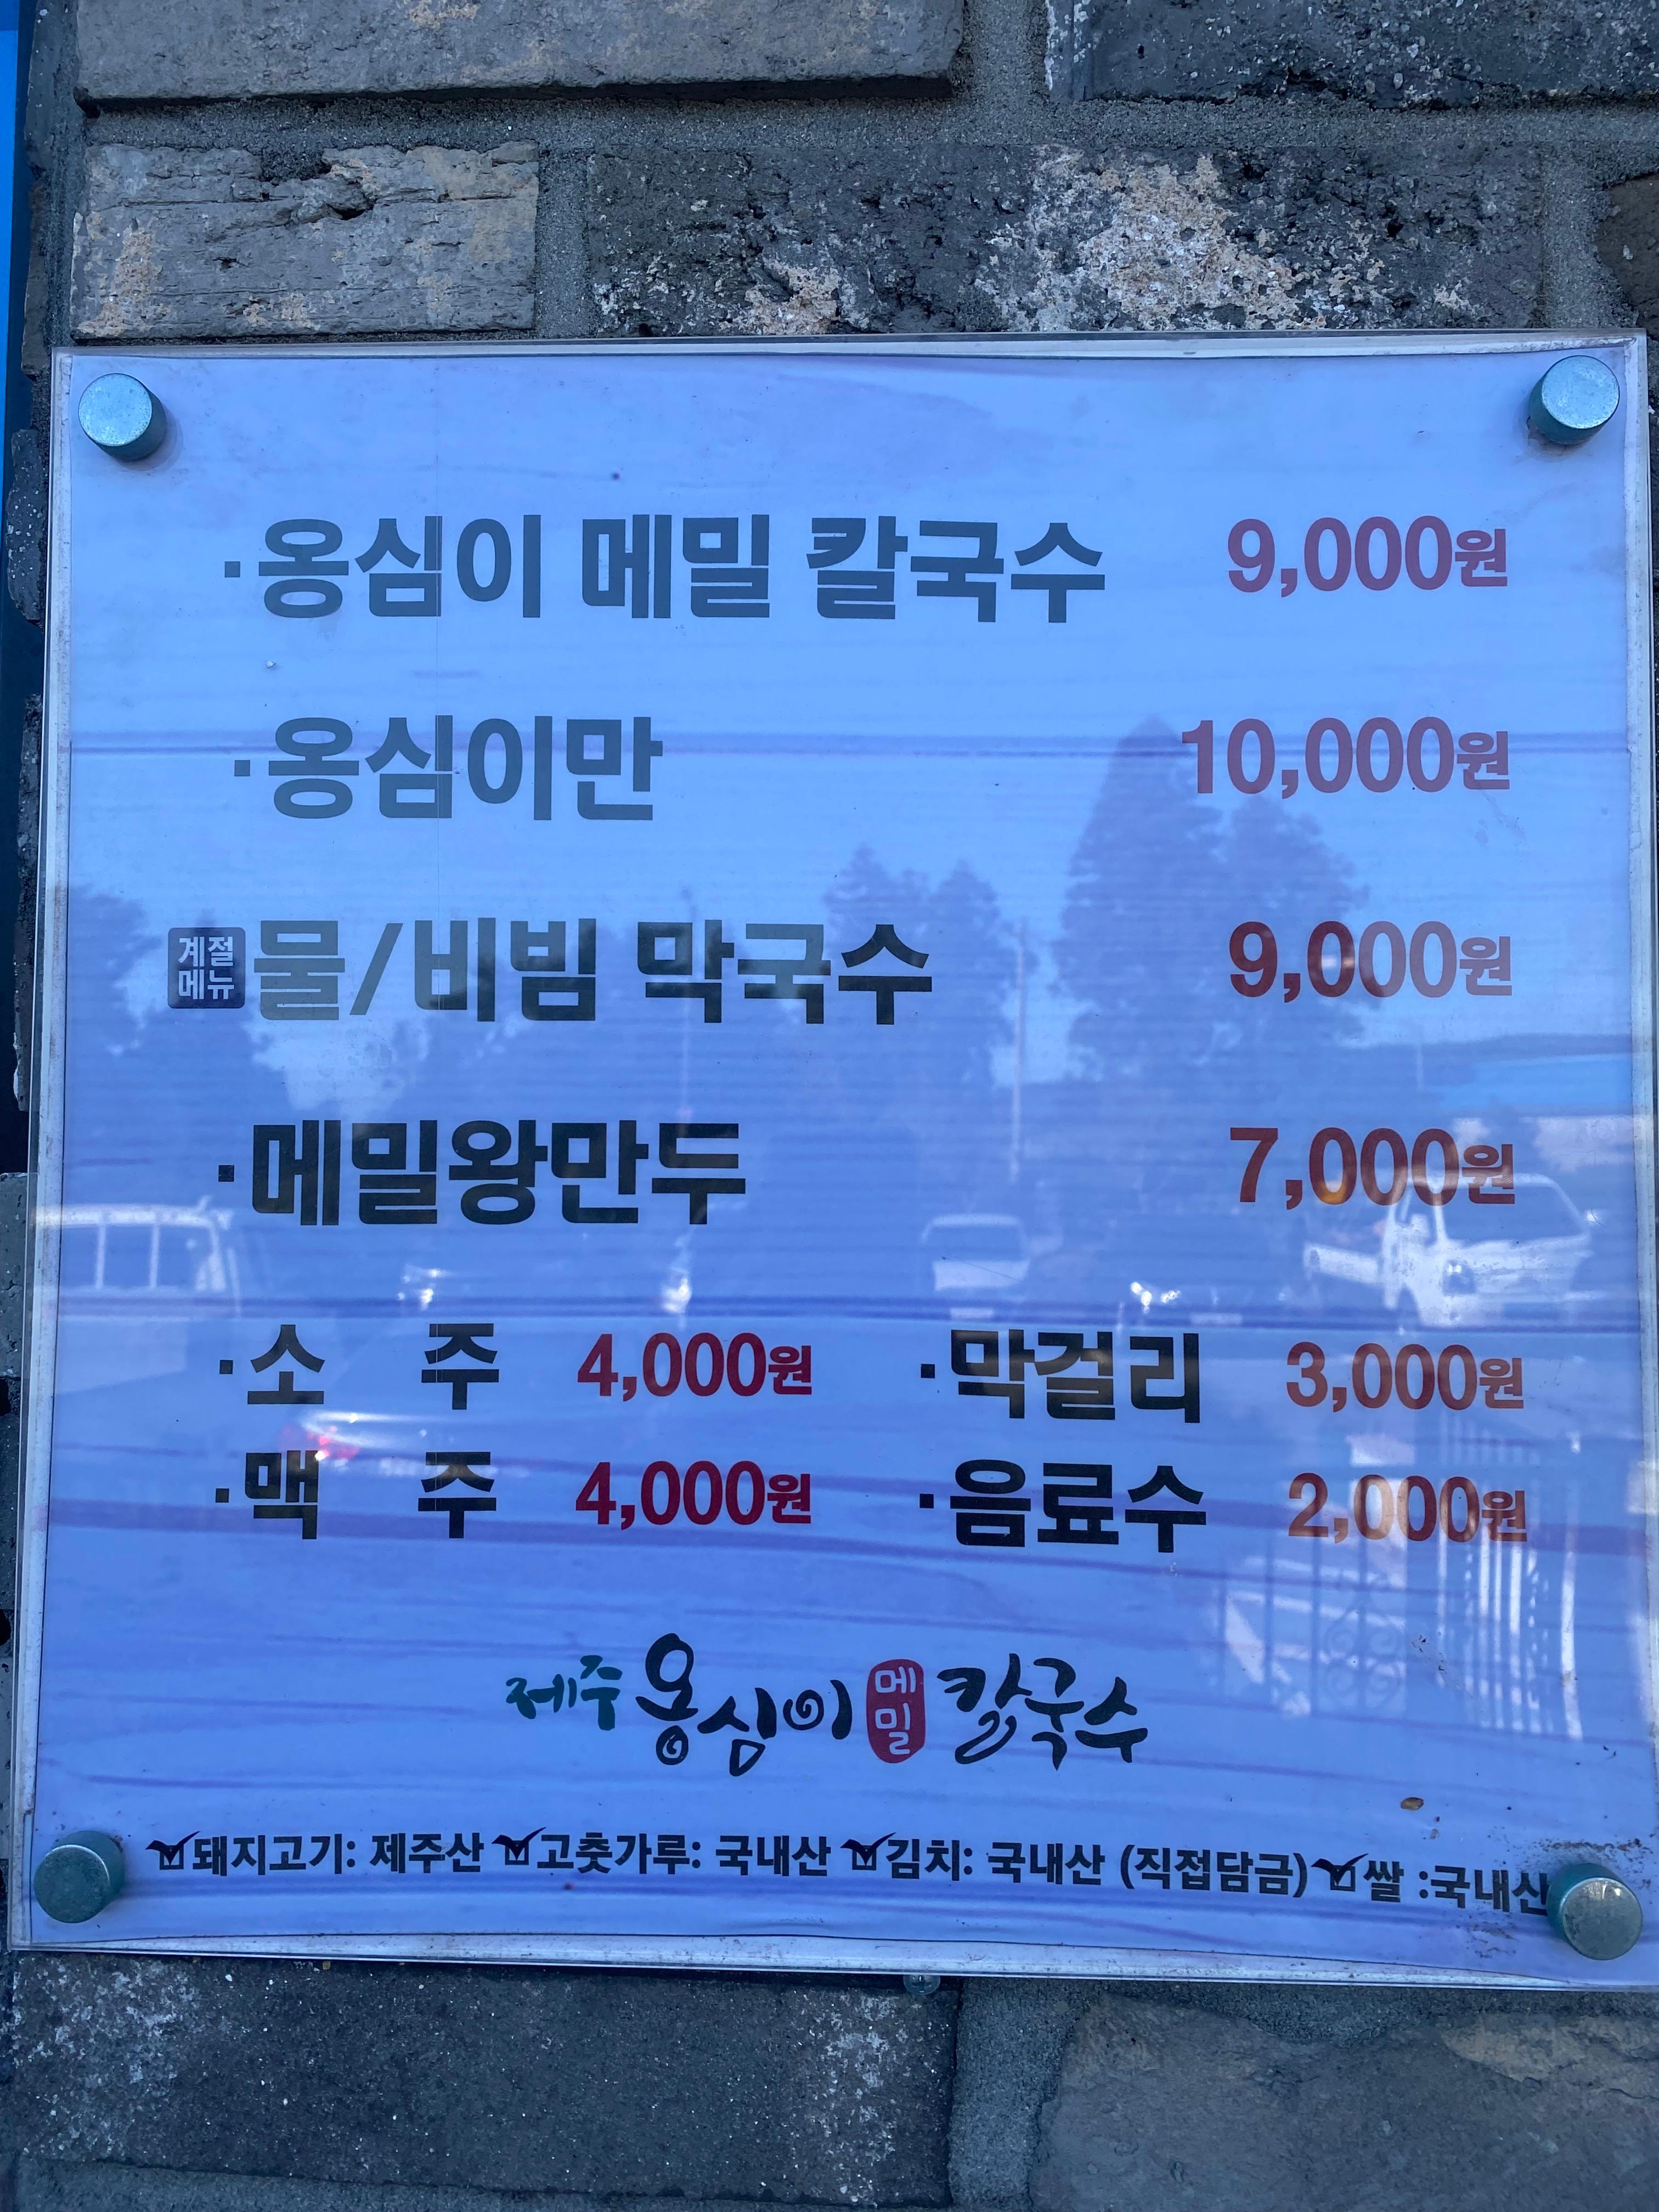 ·옹심이 메밀 칼국수 9,000원
·옹심이만 10,000원
계절 메뉴 물/비빔 막국수 9,000원
·메밀왕만두 7,000원
·소 주 4,000원 ·막걸리 3,000원
·맥 주 4,000원 ·음료수 2,000원
제주 옹심이 메밀 칼국수
돼지고기: 제주산 고춧가루: 국내산 김치: 국내산 (직접담금) 쌀 :국내산